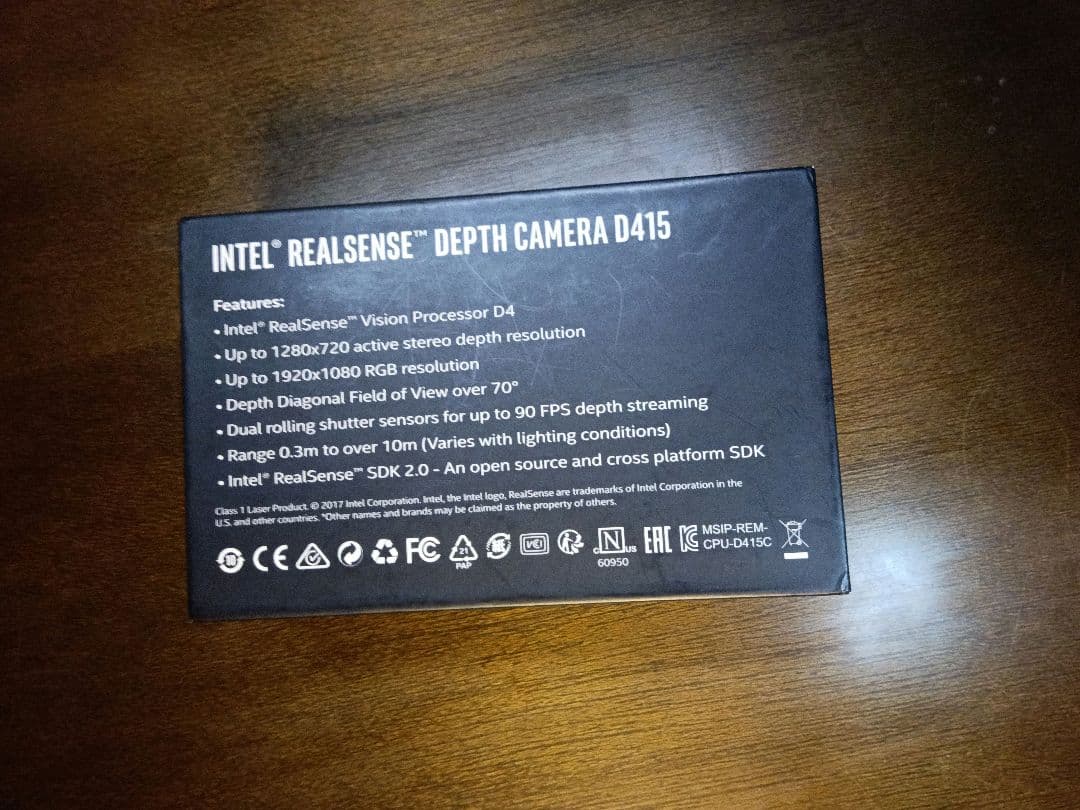 INTEL® REALSENSE™ DEPTH CAMERA D415
Features:
• Intel® RealSense™ Vision Processor D4
• Up to 1280x720 active stereo depth resolution
• Up to 1920x1080 RGB resolution
• Depth Diagonal Field of View over 70°
• Dual rolling shutter sensors for up to 90 FPS depth streaming
• Range 0.3m to over 10m (Varies with lighting conditions)
• Intel® RealSense™ SDK 2.0 - An open source and cross platform SDK
Class 1 Laser Product. © 2017 Intel Corporation. Intel, the Intel logo, RealSense are trademarks of Intel Corporation in the
U.S. and other countries. *Other names and brands may be claimed as the property of others.
10 CE FC 21 PAP VCI C N US 60950 EAC MSIP-REM-
CPU-D415C